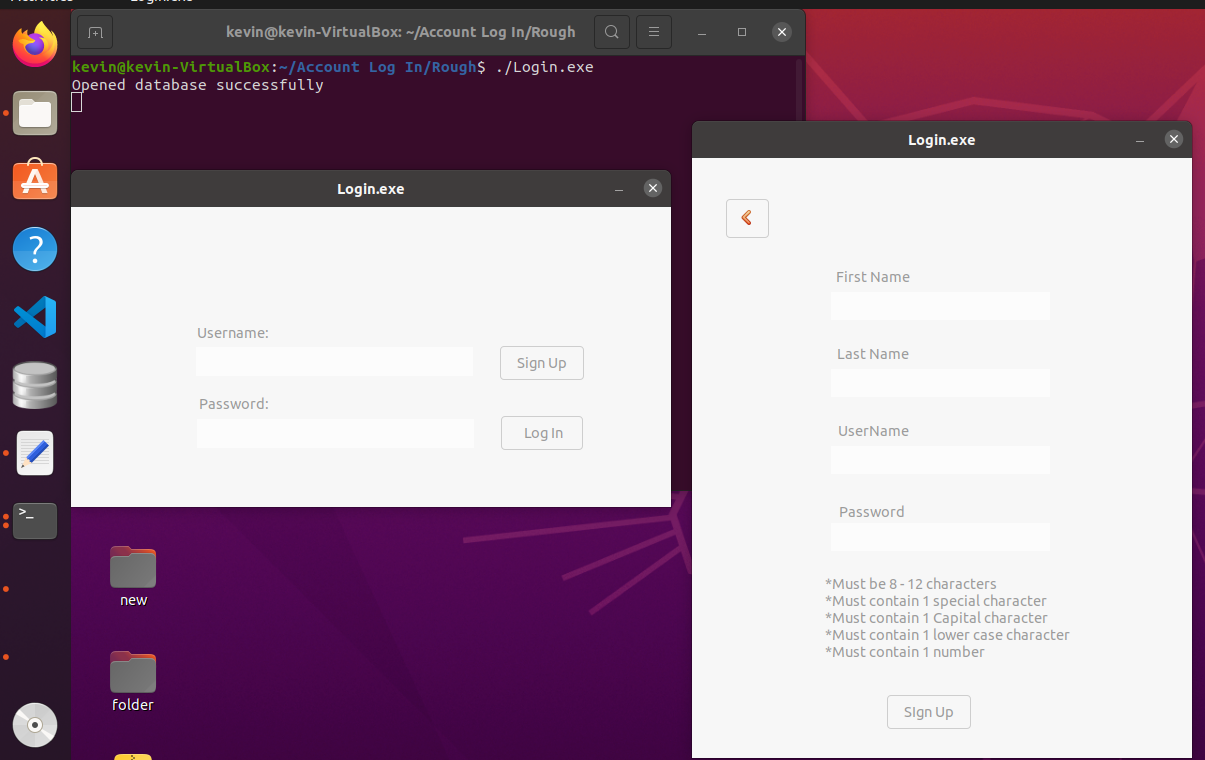 kevin@kevin-VirtualBox: ~/Account Log In/Rough
kevin@kevin-VirtualBox:~/Account Log In/Rough$ ./Login.exe
Opened database successfully
Login.exe
Username:
Sign Up
Password:
Log In
Login.exe
First Name
Last Name
UserName
Password
*Must be 8 - 12 characters
*Must contain 1 special character
*Must contain 1 Capital character
*Must contain 1 lower case character
*Must contain 1 number
SIgn Up
new
folder